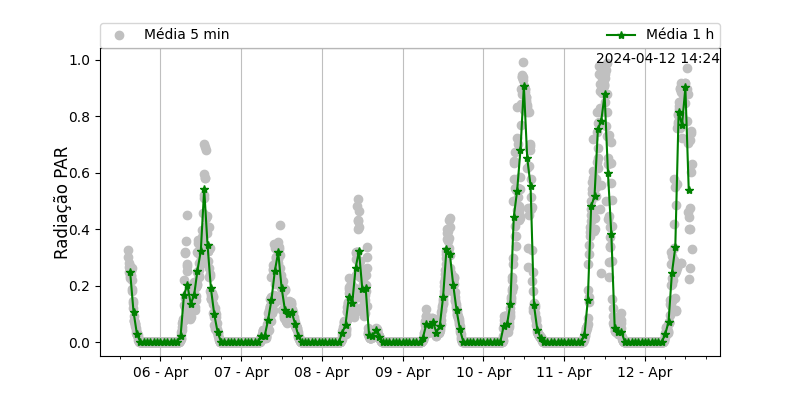 Média 5 min
Média 1 h
2024-04-12 14:24
1.0
0.8
0.6
0.4
0.2
0.0
Radiação PAR
06 - Apr
07 - Apr
08 - Apr
09 - Apr
10 - Apr
11 - Apr
12 - Apr